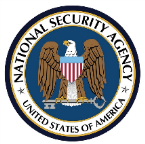 NATIONAL SECURITY AGENCY
UNITED STATES OF AMERICA